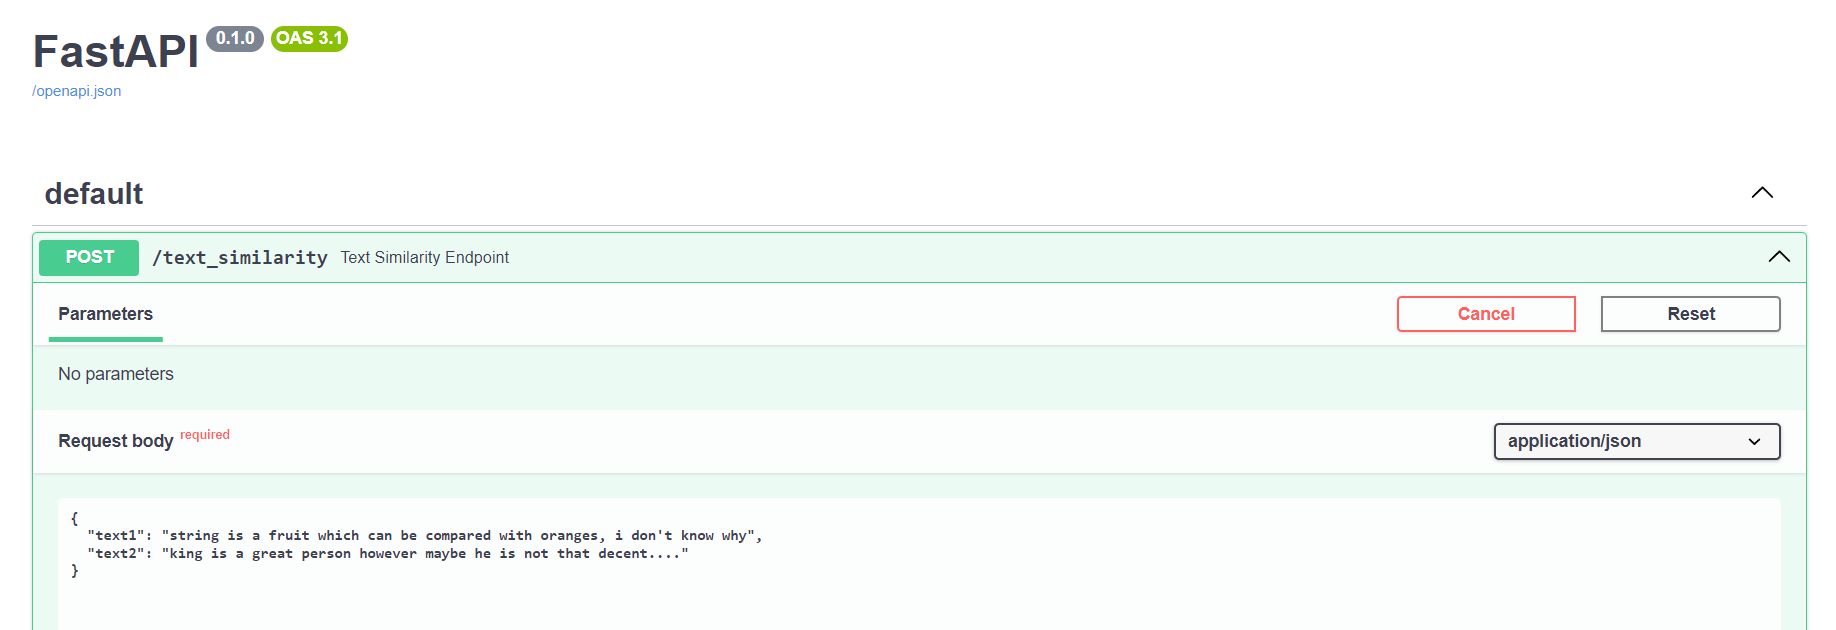 FastAPI 0.1.0 OAS 3.1
/openapi.json
default
POST /text_similarity Text Similarity Endpoint
Parameters Cancel Reset
No parameters
Request body required application/json
{
  "text1": "string is a fruit which can be compared with oranges, i don't know why",
  "text2": "king is a great person however maybe he is not that decent...."
}